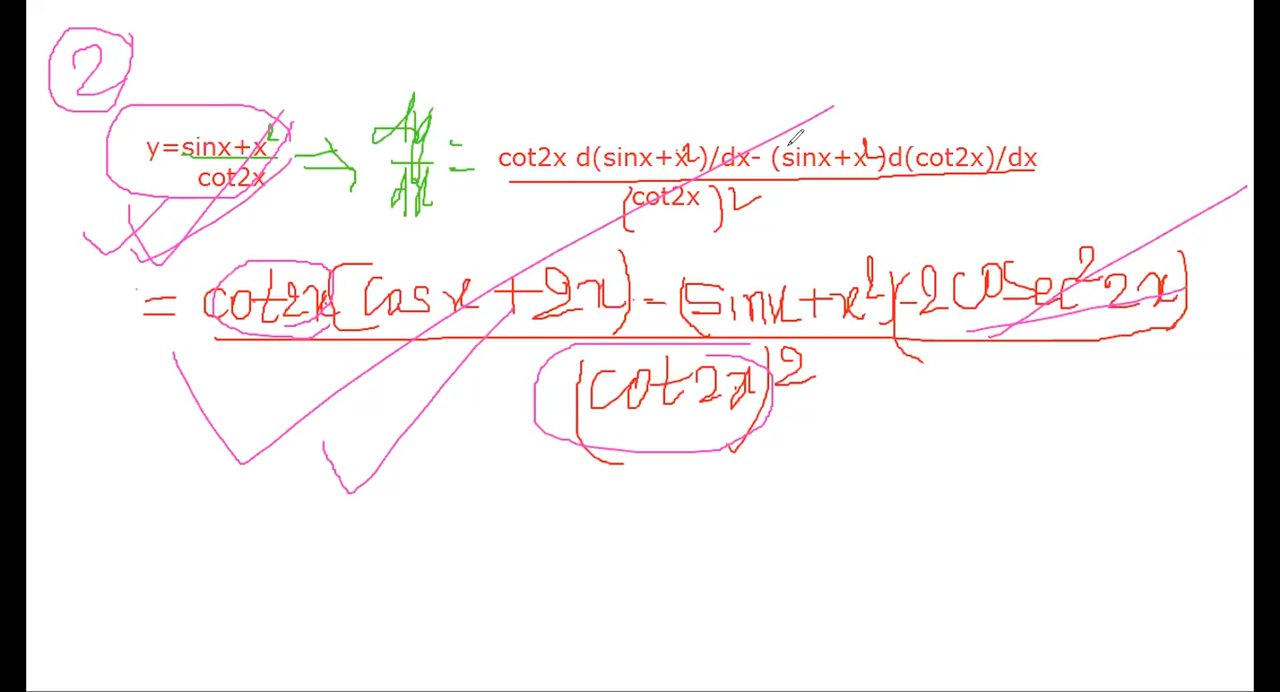 2
y=sinx+x² → dy/dx = cot2x d(sinx+x²)/dx- (sinx+x²)d(cot2x)/dx
cot2x (cot2x)²
= cot2x(cosx+2x) - (sinx+x²)(-2cosec²2x)
(cot2x)²